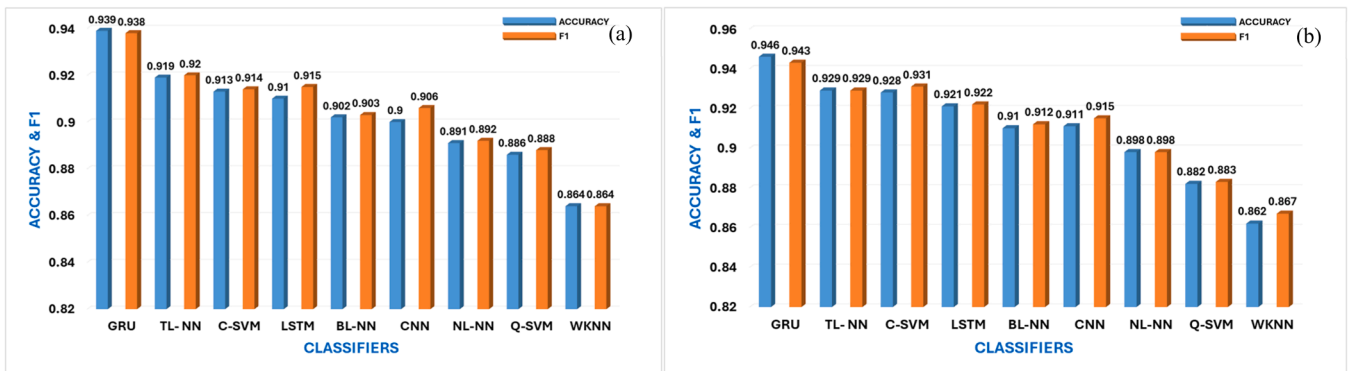 ACCURACY
F1
(a)
0.939 0.938 0.919 0.92 0.913 0.914 0.91 0.915 0.902 0.903 0.9 0.906 0.891 0.892 0.886 0.888 0.864 0.864
0.94
0.92
0.9
0.88
0.86
0.84
0.82
ACCURACY & F1
GRU TL- NN C-SVM LSTM BL-NN CNN NL-NN Q-SVM WKNN
CLASSIFIERS
ACCURACY
F1
(b)
0.946 0.943 0.929 0.929 0.928 0.931 0.921 0.922 0.91 0.912 0.911 0.915 0.898 0.898 0.882 0.883 0.862 0.867
0.96
0.94
0.92
0.9
0.88
0.86
0.84
0.82
ACCURACY & F1
GRU TL- NN C-SVM LSTM BL-NN CNN NL-NN Q-SVM WKNN
CLASSIFIERS